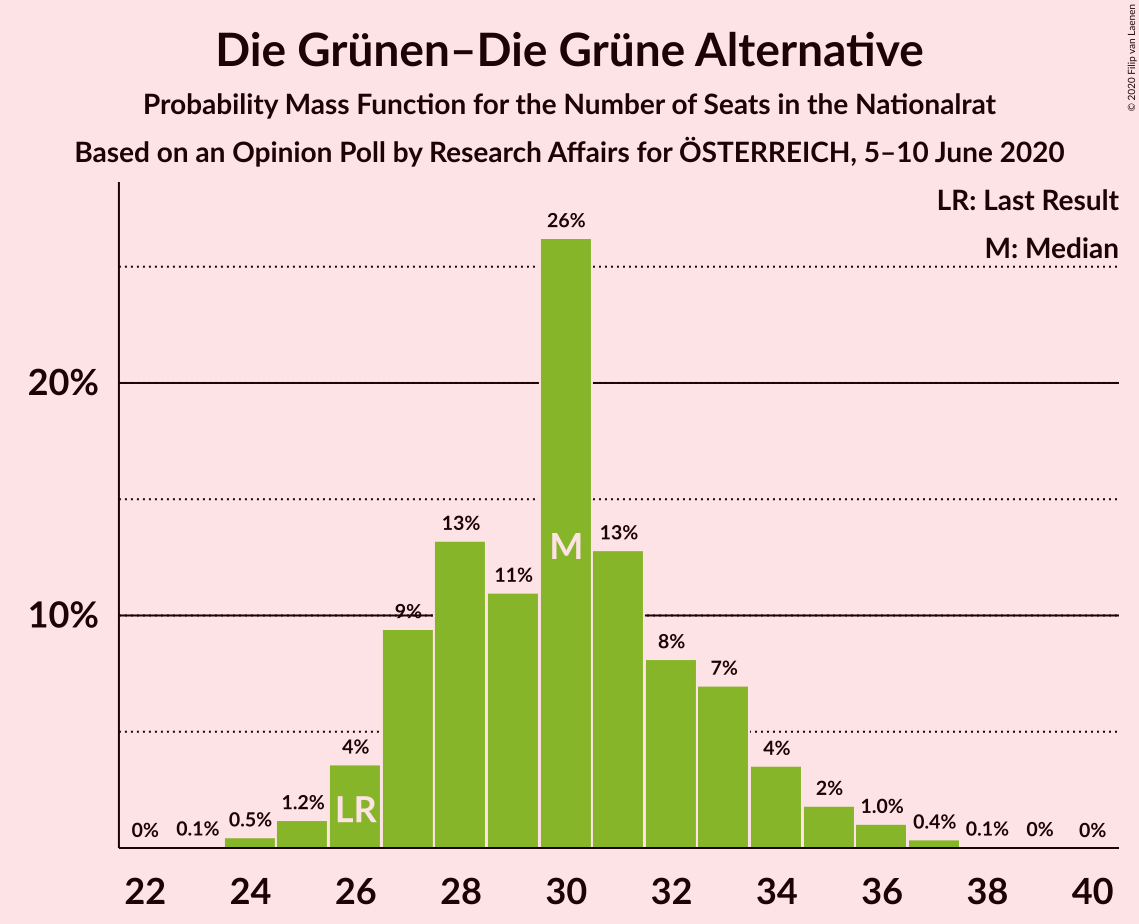 Die Grünen–Die Grüne Alternative
Probability Mass Function for the Number of Seats in the Nationalrat
Based on an Opinion Poll by Research Affairs for ÖSTERREICH, 5–10 June 2020
© 2020 Filip van Laenen
LR: Last Result
M: Median
20%
10%
0%
0.1%
0.5%
1.2%
4%
9%
13%
11%
26%
13%
8%
7%
4%
2%
1.0%
0.4%
0.1%
0%
0%
LR
M
22 24 26 28 30 32 34 36 38 40